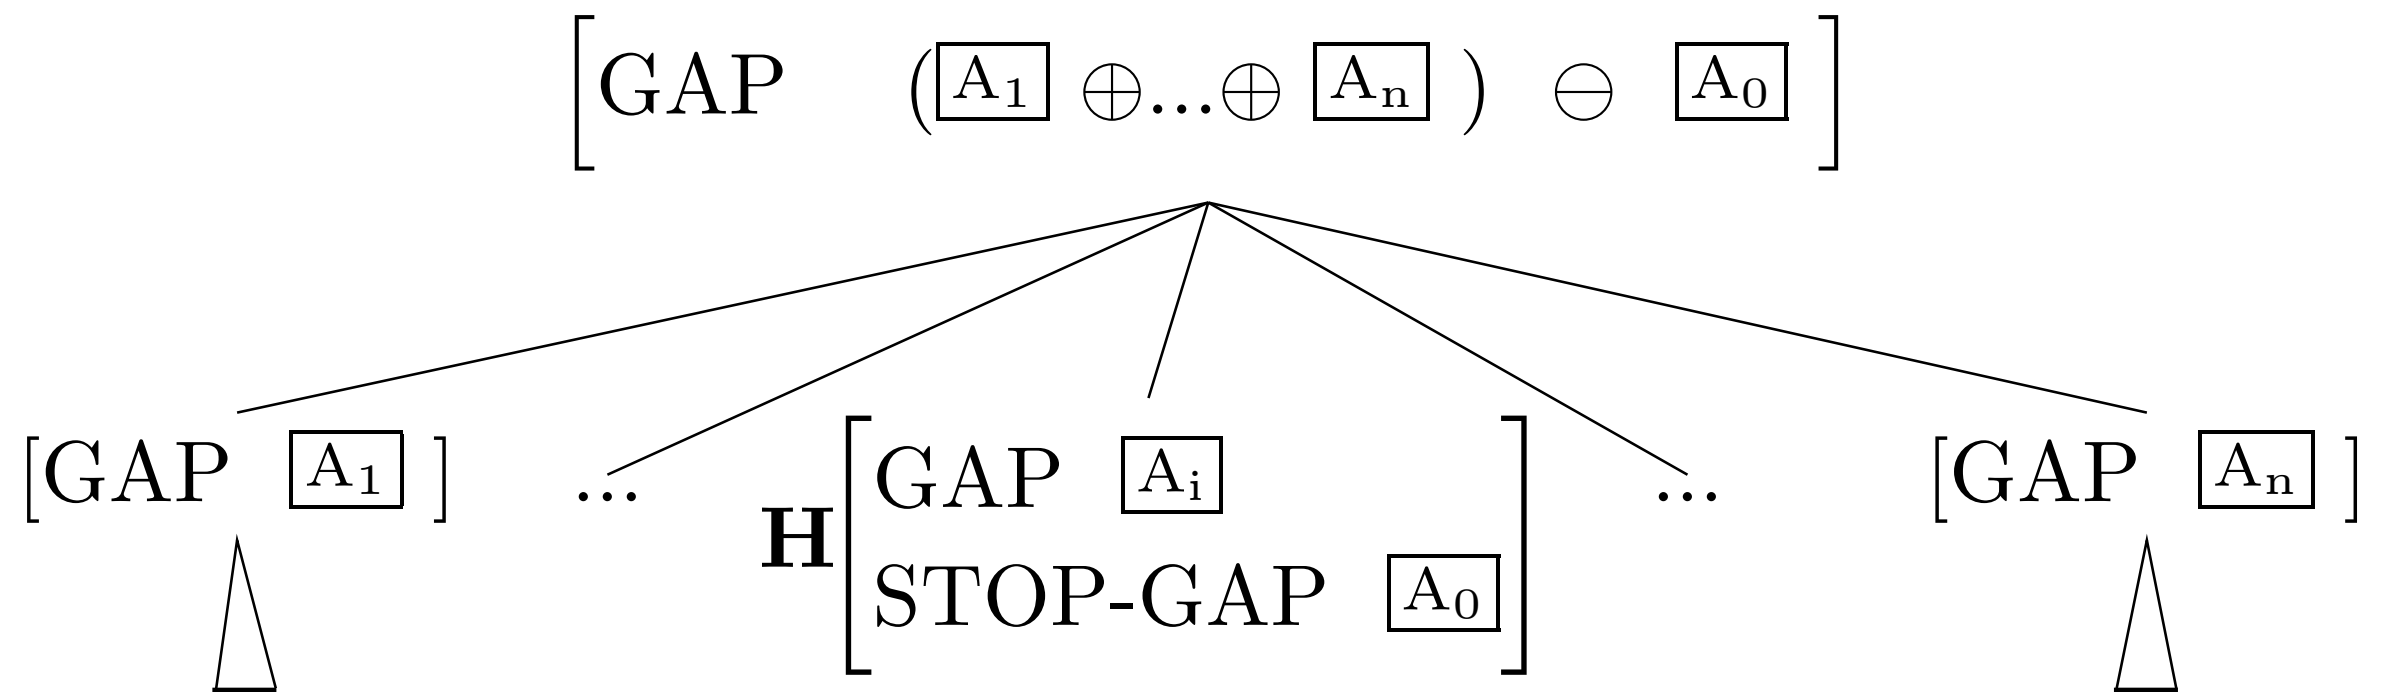 [GAP (A₁ ⊕...⊕ Aₙ) ⊖ A₀]
[GAP A₁] ... H[GAP Aᵢ ... [GAP Aₙ]
STOP-GAP A₀]